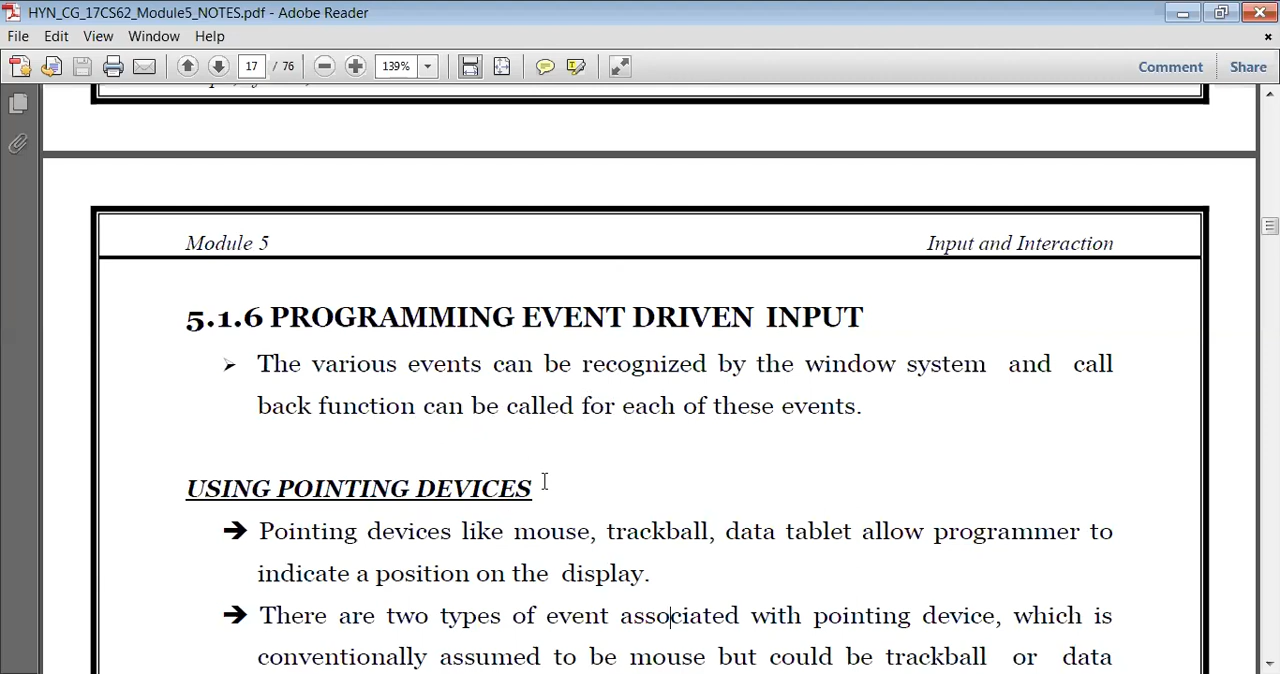 HYN_CG_17CS62_Module5_NOTES.pdf - Adobe Reader
File Edit View Window Help
17 / 76 139% Comment Share
Module 5 Input and Interaction
5.1.6 PROGRAMMING EVENT DRIVEN INPUT
➢ The various events can be recognized by the window system and call
back function can be called for each of these events.
USING POINTING DEVICES
➔ Pointing devices like mouse, trackball, data tablet allow programmer to
indicate a position on the display.
➔ There are two types of event associated with pointing device, which is
conventionally assumed to be mouse but could be trackball or data